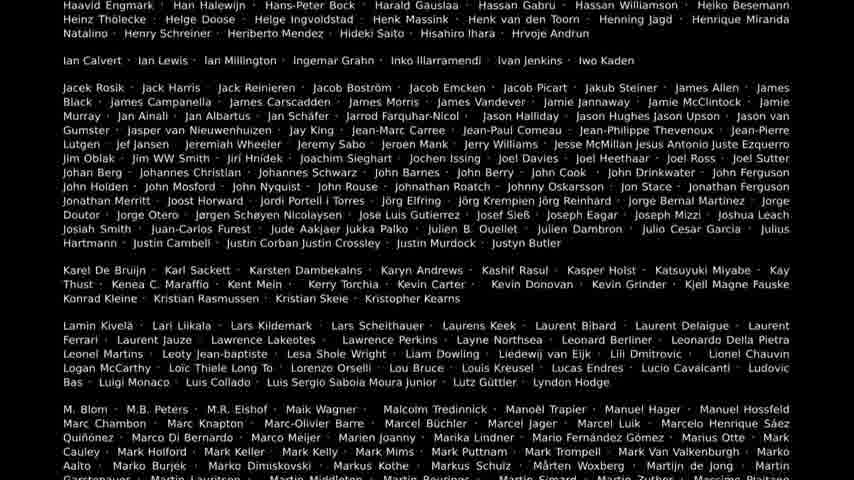 Haavid Engmark · Han Halewijn · Hans-Peter Bock · Harald Gauslaa · Hassan Gabru · Hassan Williamson · Heiko Besemann
Heinz Thölecke · Helge Doose · Helge Ingvoldstad · Henk Massink · Henk van den Toorn · Henning Jagd · Henrique Miranda
Natalino · Henry Schreiner · Heriberto Mendez · Hideki Saito · Hisahiro Ihara · Hrvoje Andrun
Ian Calvert · Ian Lewis · Ian Millington · Ingemar Grahn · Inko Illarramendi · Ivan Jenkins · Iwo Kaden
Jacek Rosik · Jack Harris · Jack Reinieren · Jacob Boström · Jacob Emcken · Jacob Picart · Jakub Steiner · James Allen · James
Black · James Campanella · James Carscadden · James Morris · James Vandever · Jamie Jannaway · Jamie McClintock · Jamie
Murray · Jan Ainali · Jan Albartus · Jan Schäfer · Jarrod Farquhar-Nicol · Jason Halliday · Jason Hughes Jason Upson · Jason van
Gumster · Jasper van Nieuwenhuizen · Jay King · Jean-Marc Carree · Jean-Paul Comeau · Jean-Philippe Thevenoux · Jean-Pierre
Lutgen · Jef Jansen · Jeremiah Wheeler · Jeremy Sabo · Jeroen Mank · Jerry Williams · Jesse McMillan Jesus Antonio Juste Ezquerro
Jim Oblak · Jim WW Smith · Jirí Hnídek · Joachim Sieghart · Jochen Issing · Joel Davies · Joel Heethaar · Joel Ross · Joel Sutter
Johan Berg · Johannes Christian · Johannes Schwarz · John Barnes · John Berry · John Cook · John Drinkwater · John Ferguson
John Holden · John Mosford · John Nyquist · John Rouse · Johnathan Roatch · Johnny Oskarsson · Jon Stace · Jonathan Ferguson
Jonathan Merritt · Joost Horward · Jordi Portell i Torres · Jörg Elfring · Jörg Krempien Jörg Reinhard · Jorge Bernal Martinez · Jorge
Doutor · Jorge Otero · Jørgen Schøyen Nicolaysen · Jose Luis Gutierrez · Josef Sieß · Joseph Eagar · Joseph Mizzi · Joshua Leach
Josiah Smith · Juan-Carlos Furest · Jude Aakjaer Jukka Palko · Julien B. Ouellet · Julien Dambron · Julio Cesar Garcia · Julius
Hartmann · Justin Cambell · Justin Corban Justin Crossley · Justin Murdock · Justyn Butler
Karel De Bruijn · Karl Sackett · Karsten Dambekalns · Karyn Andrews · Kashif Rasul · Kasper Holst · Katsuyuki Miyabe · Kay
Thust · Kenea C. Maraffio · Kent Mein · Kerry Torchia · Kevin Carter · Kevin Donovan · Kevin Grinder · Kjell Magne Fauske
Konrad Kleine · Kristian Rasmussen · Kristian Skeie · Kristopher Kearns
Lamin Kivelä · Lari Liikala · Lars Kildemark · Lars Scheithauer · Laurens Keek · Laurent Bibard · Laurent Delaigue · Laurent
Ferrari · Laurent Jauze · Lawrence Lakeotes · Lawrence Perkins · Layne Northsea · Leonard Berliner · Leonardo Della Pietra
Leonel Martins · Leoty Jean-baptiste · Lesa Shole Wright · Liam Dowling · Liedewij van Eijk · Lili Dmitrovic · Lionel Chauvin
Logan McCarthy · Loïc Thiele Long To · Lorenzo Orselli · Lou Bruce · Louis Kreusel · Lucas Endres · Lucio Cavalcanti · Ludovic
Bas · Luigi Monaco · Luis Collado · Luis Sergio Saboia Moura Junior · Lutz Güttler · Lyndon Hodge
M. Blom · M.B. Peters · M.R. Elshof · Maik Wagner · Malcolm Tredinnick · Manoël Trapier · Manuel Hager · Manuel Hossfeld
Marc Chambon · Marc Knapton · Marc-Olivier Barre · Marcel Büchler · Marcel Jager · Marcel Luik · Marcelo Henrique Sáez
Quiñónez · Marco Di Bernardo · Marco Meijer · Marien Joanny · Marika Lindner · Mario Fernández Gómez · Marius Otte · Mark
Cauley · Mark Holford · Mark Keller · Mark Kelly · Mark Mims · Mark Puttnam · Mark Trompell · Mark Van Valkenburgh · Marko
Aalto · Marko Burjek · Marko Dimiskovski · Markus Kothe · Markus Schulz · Mårten Woxberg · Martijn de Jong · Martin